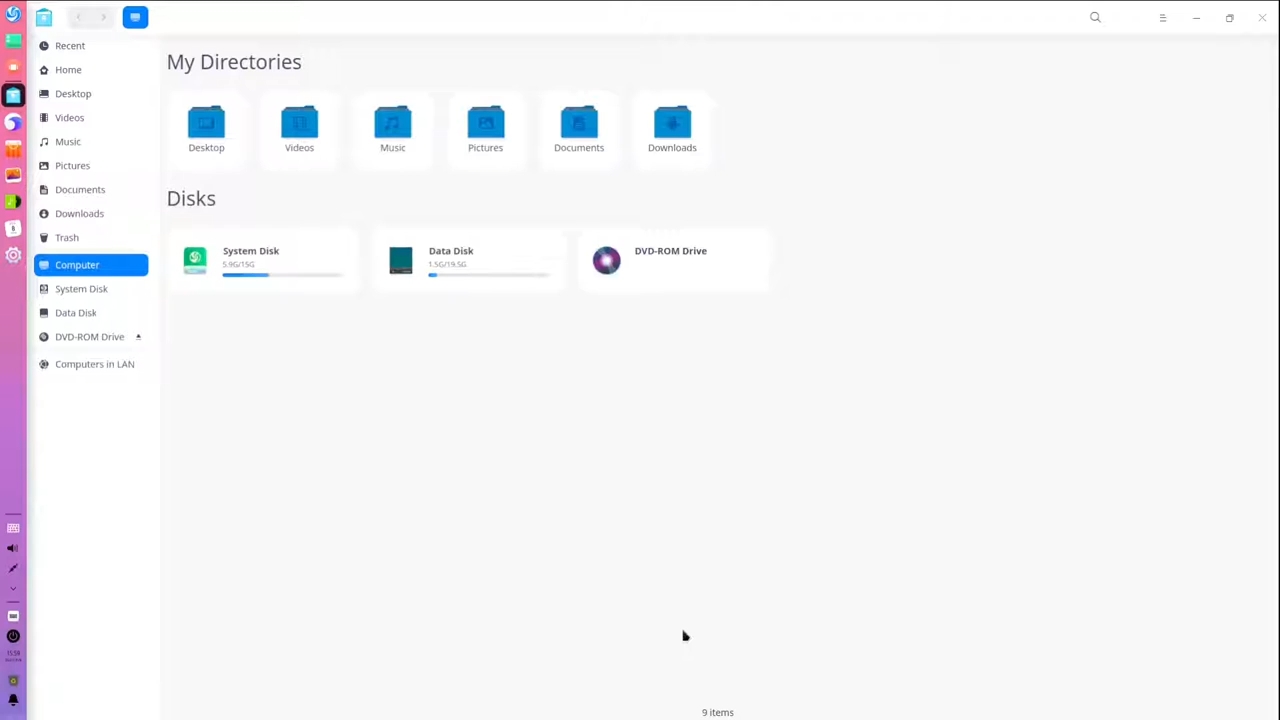 Recent
Home
Desktop
Videos
Music
Pictures
Documents
Downloads
Trash
Computer
System Disk
Data Disk
DVD-ROM Drive
Computers in LAN
My Directories
Desktop
Videos
Music
Pictures
Documents
Downloads
Disks
System Disk
5.9G/15G
Data Disk
1.5G/19.5G
DVD-ROM Drive
9 items
15:59